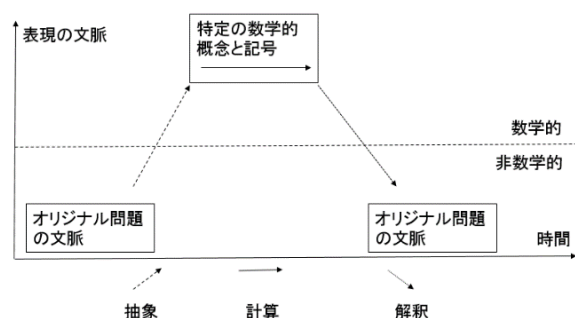 表現の文脈
特定の数学的
概念と記号
数学的
非数学的
オリジナル問題
の文脈
オリジナル問題
の文脈
時間
抽象
計算
解釈